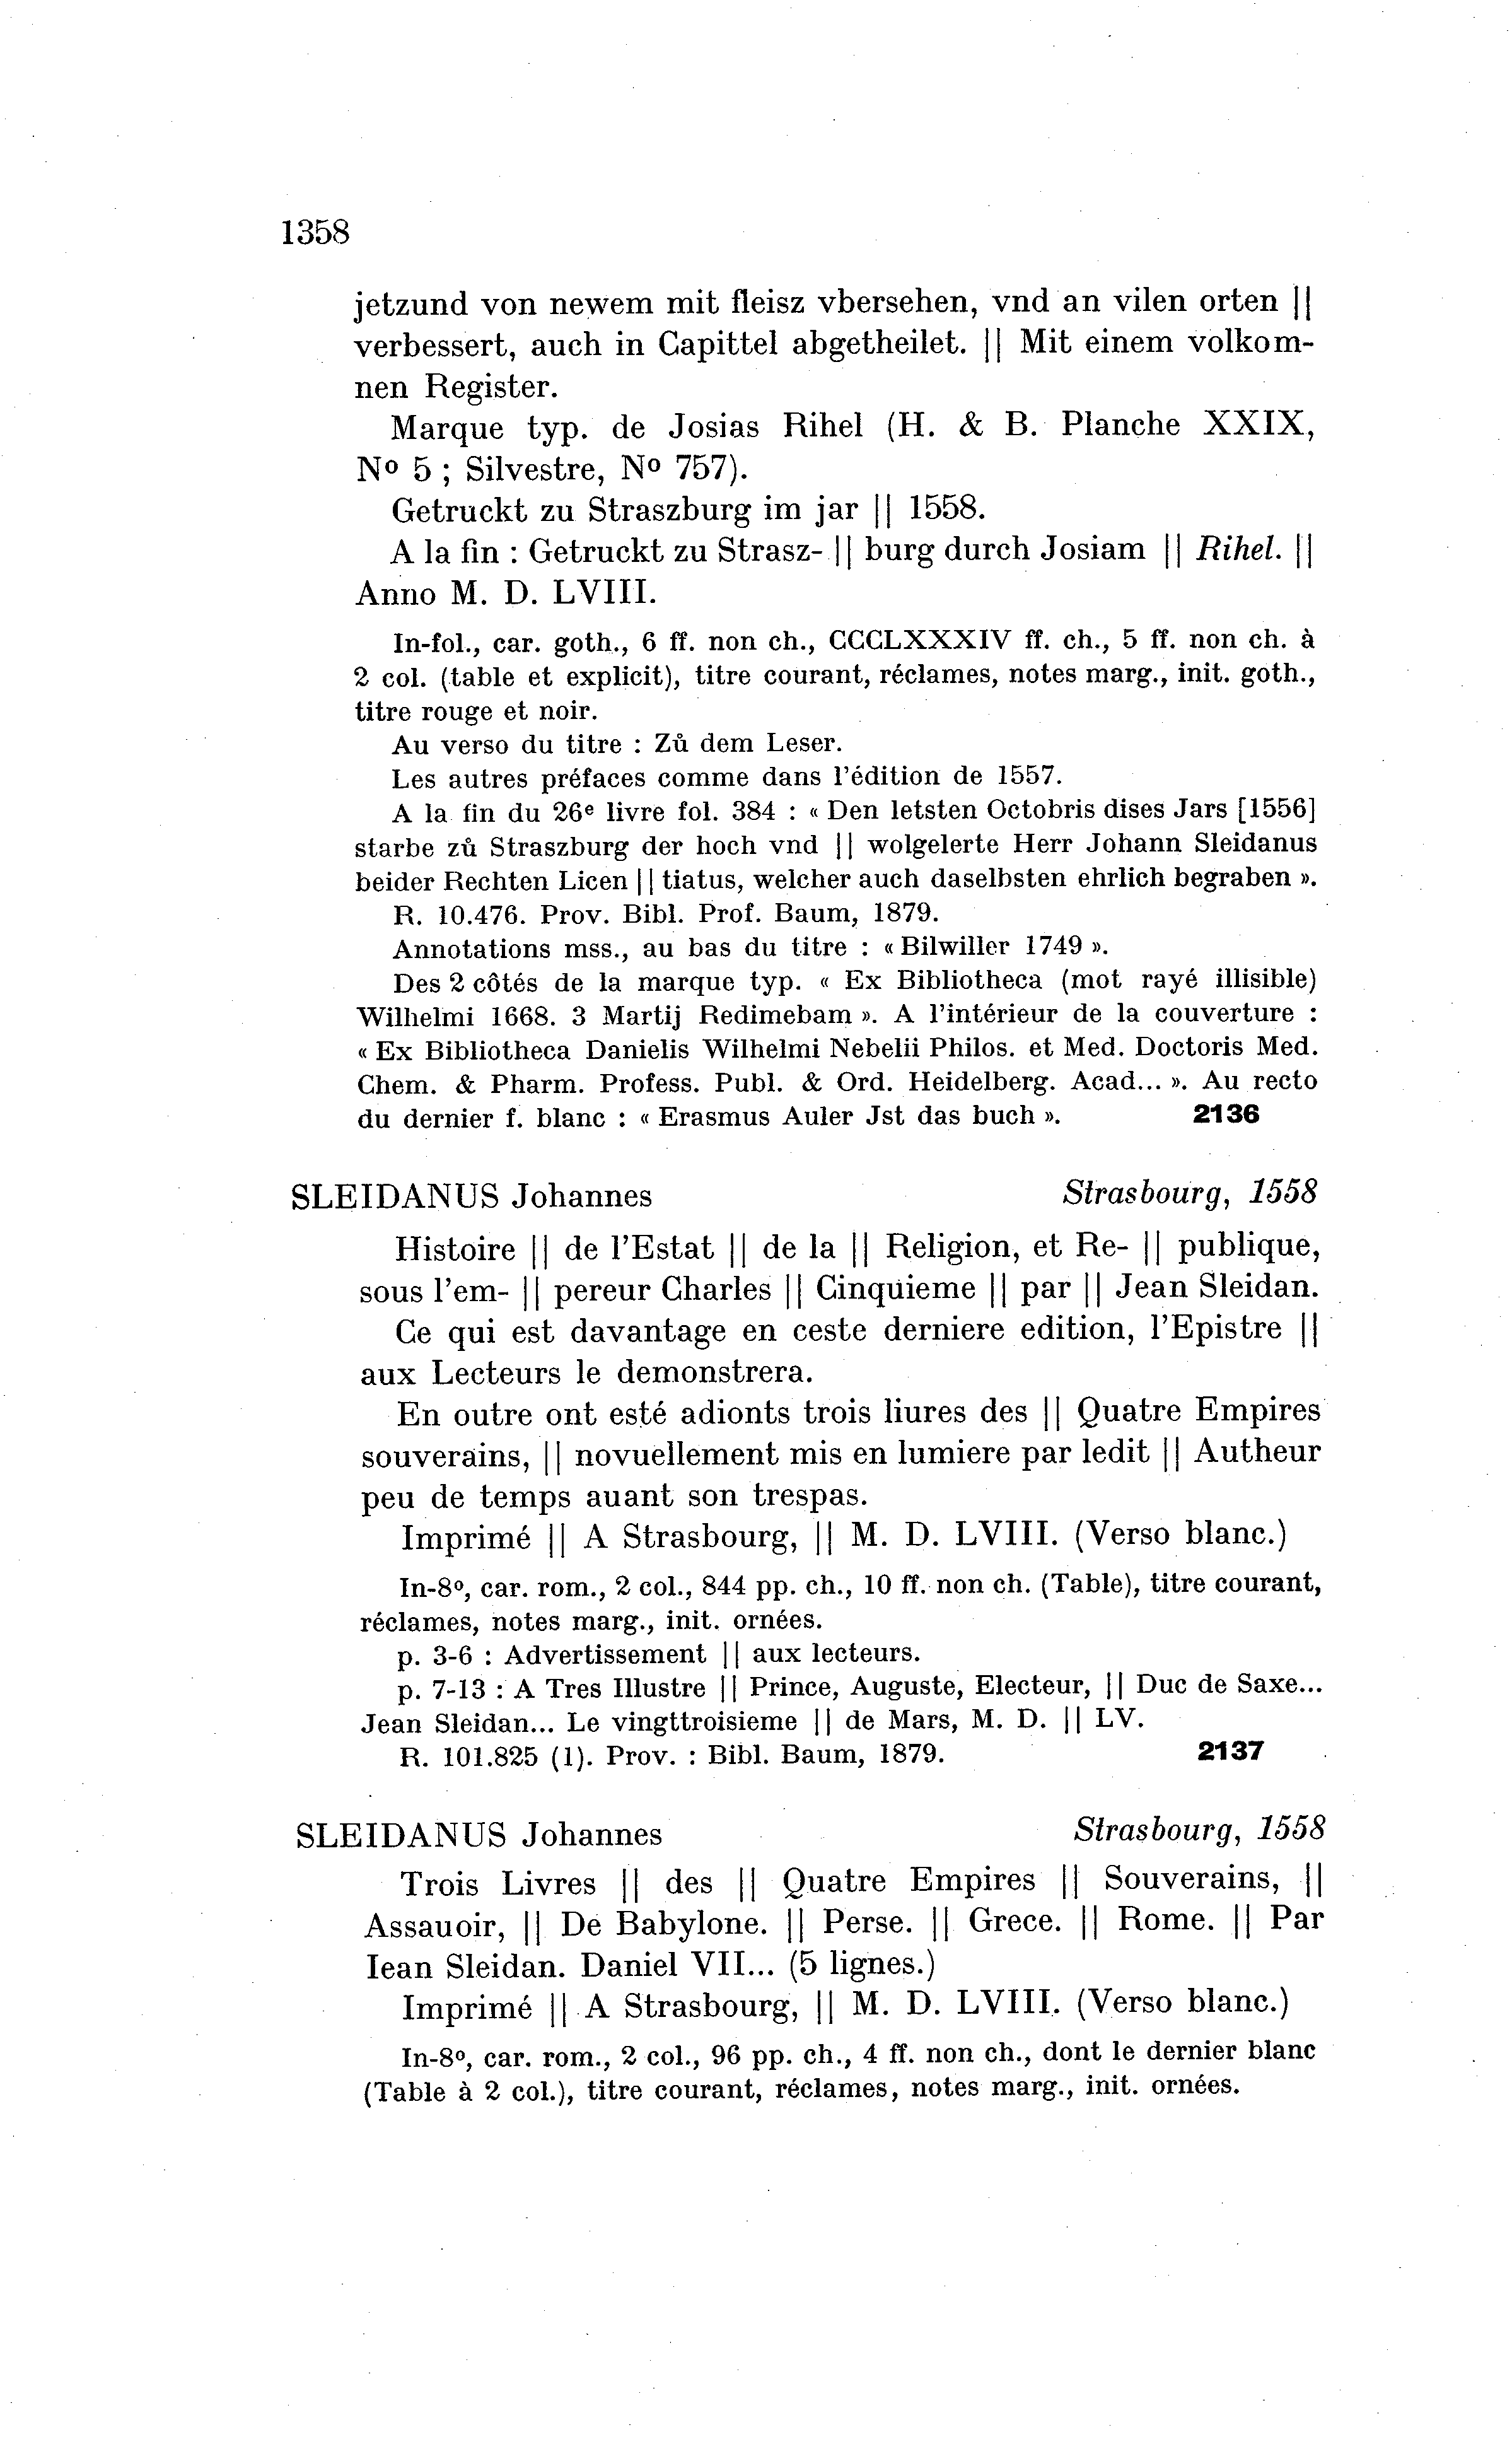 1358
jetzund von newem mit fleisz vbersehen, vnd an vilen orten ||
verbessert, auch in Capittel abgetheilet. || Mit einem volkom-
nen Register.
Marque typ. de Josias Rihel (H. & B. Planche XXIX,
Nº 5 ; Silvestre, Nº 757).
Getruckt zu Straszburg im jar || 1558.
A la fin : Getruckt zu Strasz- || burg durch Josiam || Rihel. ||
Anno M. D. LVIII.
In-fol., car. goth., 6 ff. non ch., CCCLXXXIV ff. ch., 5 ff. non ch. à
2 col. (table et explicit), titre courant, réclames, notes marg., init. goth.,
titre rouge et noir.
Au verso du titre : Zů dem Leser.
Les autres préfaces comme dans l'édition de 1557.
A la fin du 26e livre fol. 384 : « Den letsten Octobris dises Jars [1556]
starbe zů Straszburg der hoch vnd || wolgelerte Herr Johann Sleidanus
beider Rechten Licen || tiatus, welcher auch daselbsten ehrlich begraben ».
R. 10.476. Prov. Bibl. Prof. Baum, 1879.
Annotations mss., au bas du titre : « Bilwiller 1749 ».
Des 2 côtés de la marque typ. « Ex Bibliotheca (mot rayé illisible)
Wilhelmi 1668. 3 Martij Redimebam ». A l'intérieur de la couverture :
« Ex Bibliotheca Danielis Wilhelmi Nebelii Philos. et Med. Doctoris Med.
Chem. & Pharm. Profess. Publ. & Ord. Heidelberg. Acad... ». Au recto
du dernier f. blanc : « Erasmus Auler Jst das buch ». 2136
SLEIDANUS Johannes Strasbourg, 1558
Histoire || de l'Estat || de la || Religion, et Re- || publique,
sous l'em- || pereur Charles || Cinquieme || par || Jean Sleidan.
Ce qui est davantage en ceste derniere edition, l'Epistre ||
aux Lecteurs le demonstrera.
En outre ont esté adionts trois liures des || Quatre Empires
souverains, || novuellement mis en lumiere par ledit || Autheur
peu de temps auant son trespas.
Imprimé || A Strasbourg, || M. D. LVIII. (Verso blanc.)
In-8º, car. rom., 2 col., 844 pp. ch., 10 ff. non ch. (Table), titre courant,
réclames, notes marg., init. ornées.
p. 3-6 : Advertissement || aux lecteurs.
p. 7-13 : A Tres Illustre || Prince, Auguste, Electeur, || Duc de Saxe...
Jean Sleidan... Le vingttroisieme || de Mars, M. D. || LV.
R. 101.825 (1). Prov. : Bibl. Baum, 1879. 2137
SLEIDANUS Johannes Strasbourg, 1558
Trois Livres || des || Quatre Empires || Souverains, ||
Assauoir, || De Babylone. || Perse. || Grece. || Rome. || Par
Iean Sleidan. Daniel VII... (5 lignes.)
Imprimé || A Strasbourg, || M. D. LVIII. (Verso blanc.)
In-8º, car. rom., 2 col., 96 pp. ch., 4 ff. non ch., dont le dernier blanc
(Table à 2 col.), titre courant, réclames, notes marg., init. ornées.